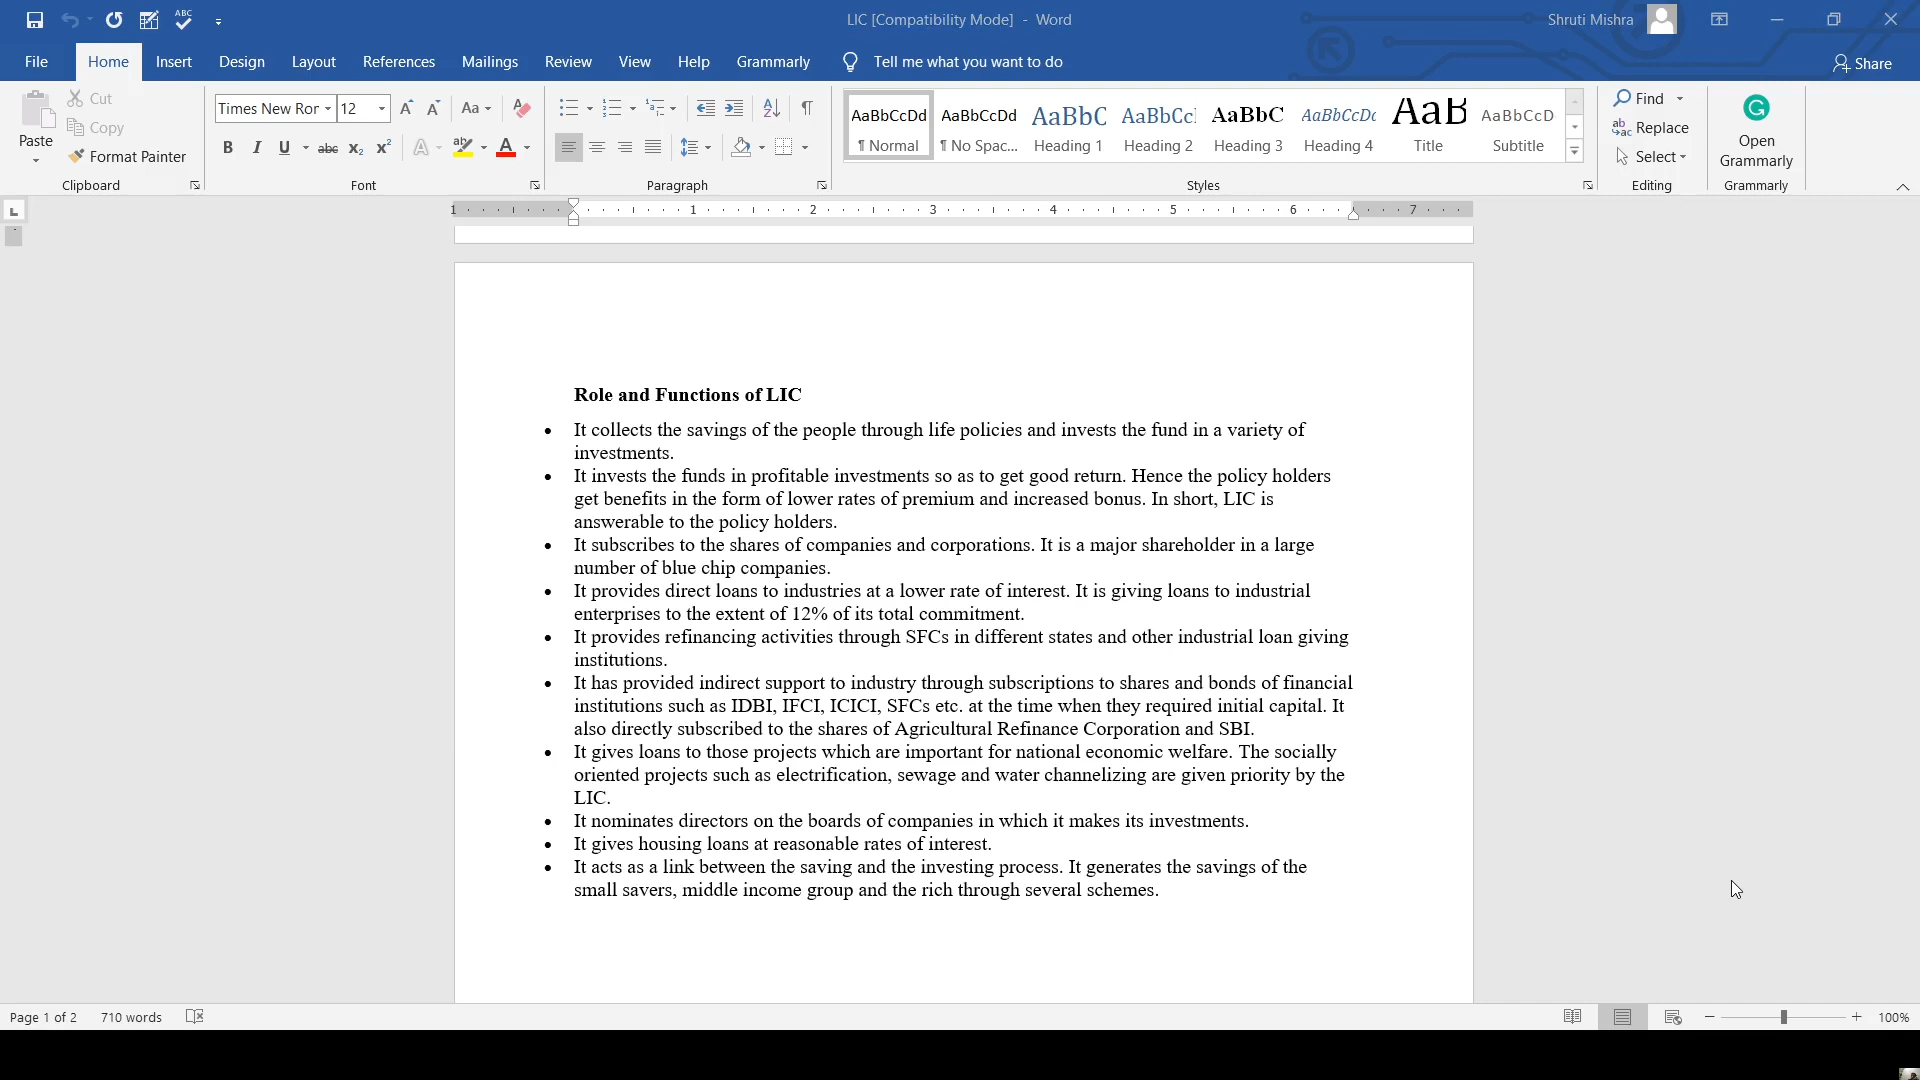 ABC
LIC [Compatibility Mode] - Word
Shruti Mishra
File Home Insert Design Layout References Mailings Review View Help Grammarly Tell me what you want to do Share
Paste
Cut
Copy
Format Painter
Clipboard
Times New Ror 12 Aa
B I U abc x₂ x² A ab A
Font
Paragraph
AaBbCcDd AaBbCcDd AaBbC AaBbCcl AaBbC AaBbCcDc AaB AaBbCcD
¶ Normal ¶ No Spac... Heading 1 Heading 2 Heading 3 Heading 4 Title Subtitle
Styles
Find
Replace
Select
Editing
Open
Grammarly
Grammarly
1 1 2 3 4 5 6 7
Role and Functions of LIC
• It collects the savings of the people through life policies and invests the fund in a variety of
investments.
• It invests the funds in profitable investments so as to get good return. Hence the policy holders
get benefits in the form of lower rates of premium and increased bonus. In short, LIC is
answerable to the policy holders.
• It subscribes to the shares of companies and corporations. It is a major shareholder in a large
number of blue chip companies.
• It provides direct loans to industries at a lower rate of interest. It is giving loans to industrial
enterprises to the extent of 12% of its total commitment.
• It provides refinancing activities through SFCs in different states and other industrial loan giving
institutions.
• It has provided indirect support to industry through subscriptions to shares and bonds of financial
institutions such as IDBI, IFCI, ICICI, SFCs etc. at the time when they required initial capital. It
also directly subscribed to the shares of Agricultural Refinance Corporation and SBI.
• It gives loans to those projects which are important for national economic welfare. The socially
oriented projects such as electrification, sewage and water channelizing are given priority by the
LIC.
• It nominates directors on the boards of companies in which it makes its investments.
• It gives housing loans at reasonable rates of interest.
• It acts as a link between the saving and the investing process. It generates the savings of the
small savers, middle income group and the rich through several schemes.
Page 1 of 2 710 words 100%